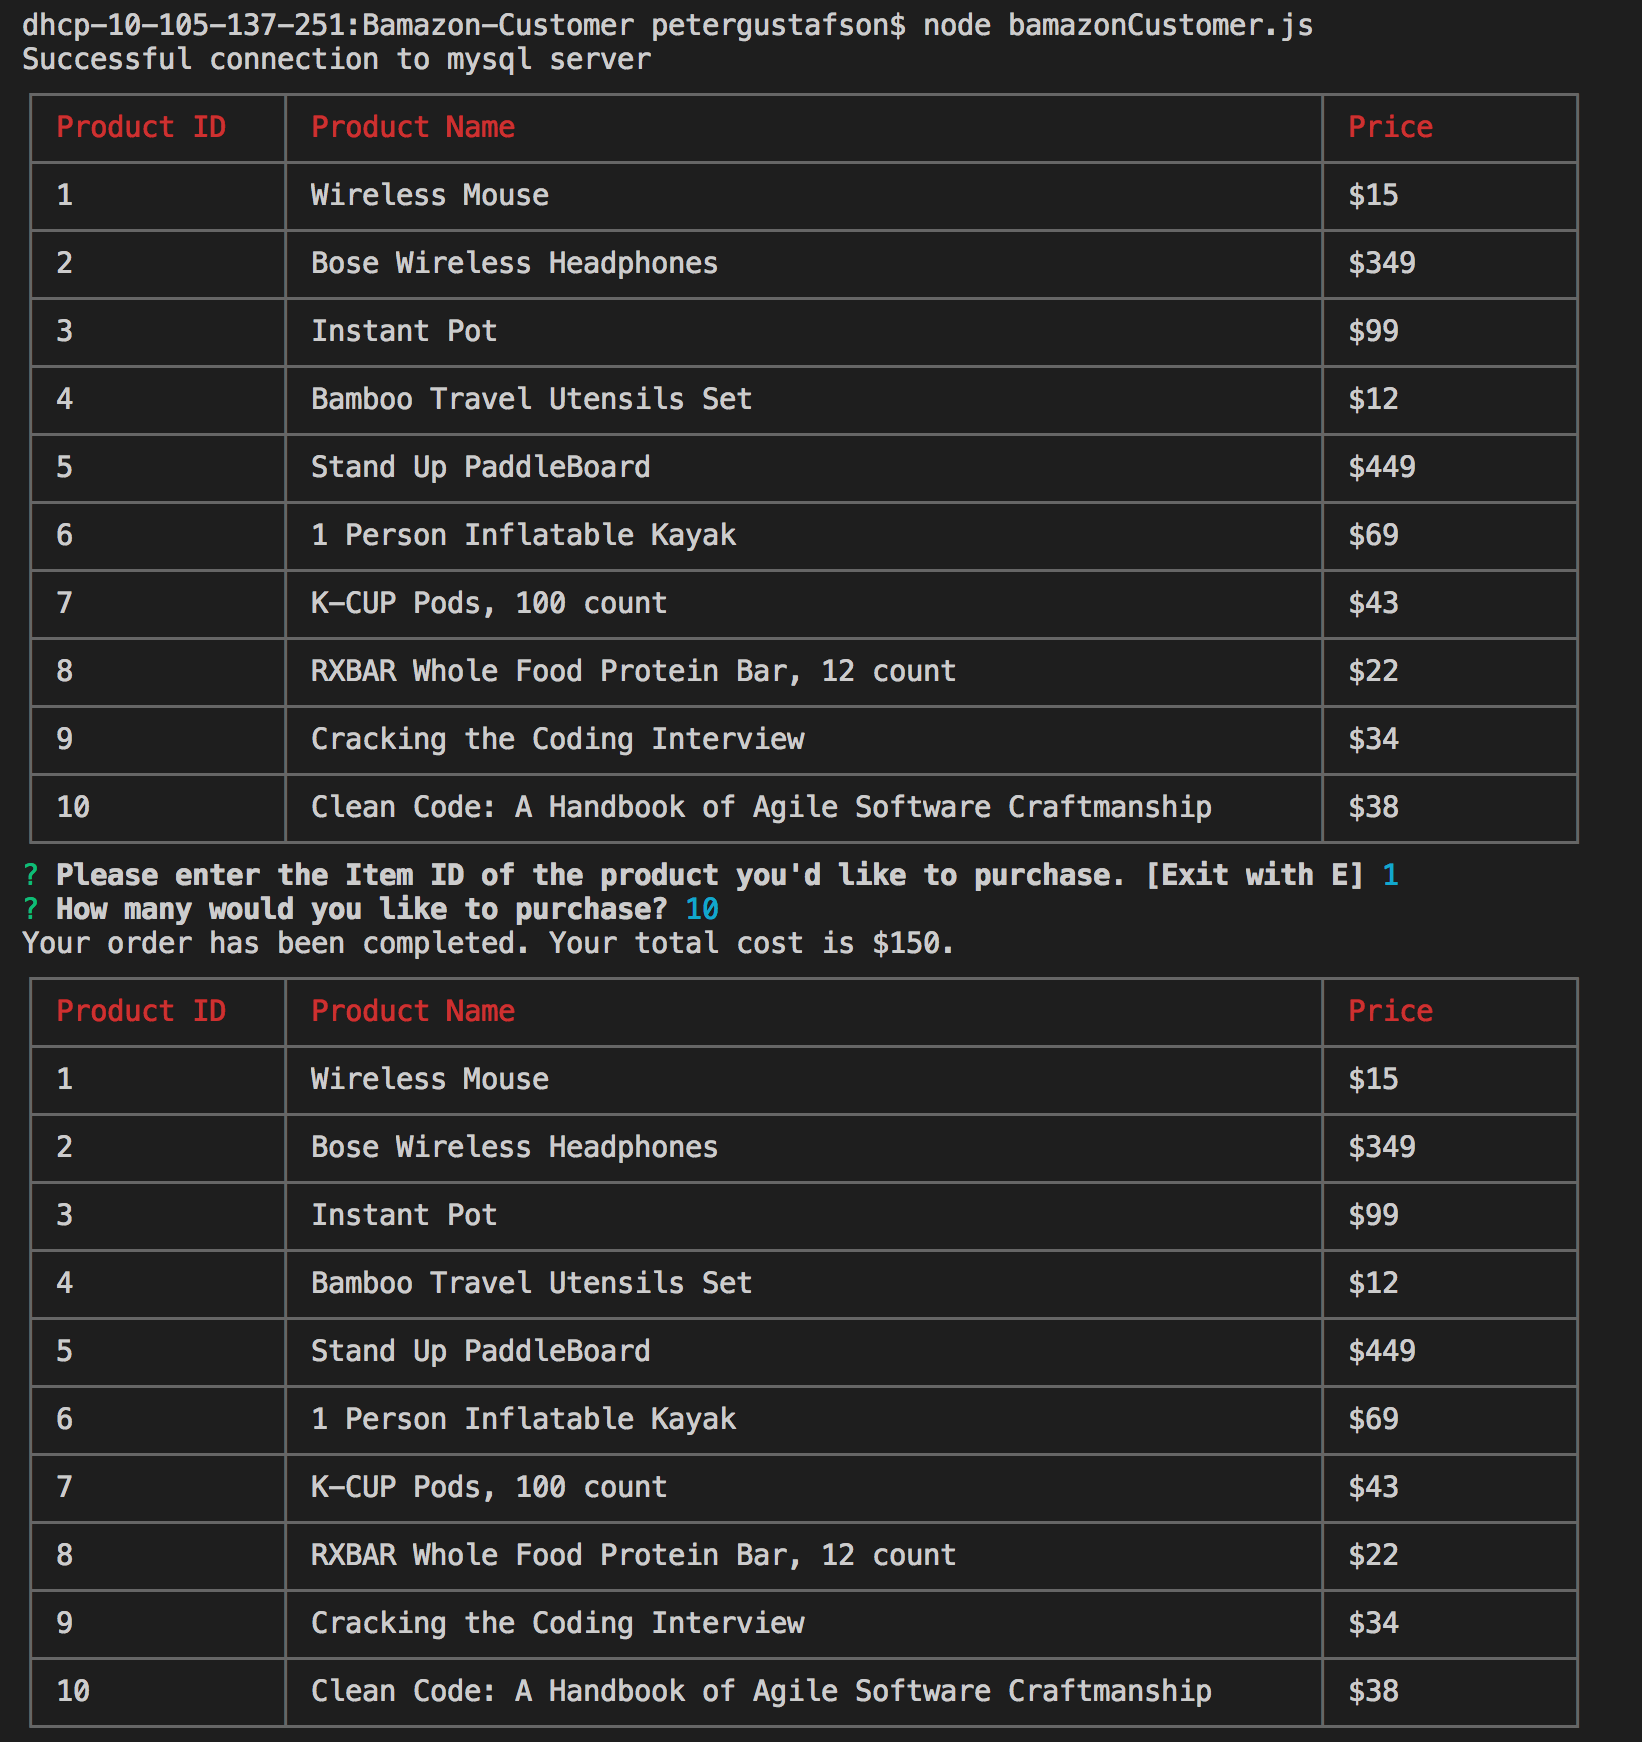 dhcp-10-105-137-251:Bamazon-Customer petergustafson$ node bamazonCustomer.js
Successful connection to mysql server
Product ID Product Name Price
1 Wireless Mouse $15
2 Bose Wireless Headphones $349
3 Instant Pot $99
4 Bamboo Travel Utensils Set $12
5 Stand Up PaddleBoard $449
6 1 Person Inflatable Kayak $69
7 K-CUP Pods, 100 count $43
8 RXBAR Whole Food Protein Bar, 12 count $22
9 Cracking the Coding Interview $34
10 Clean Code: A Handbook of Agile Software Craftmanship $38
? Please enter the Item ID of the product you'd like to purchase. [Exit with E] 1
? How many would you like to purchase? 10
Your order has been completed. Your total cost is $150.
Product ID Product Name Price
1 Wireless Mouse $15
2 Bose Wireless Headphones $349
3 Instant Pot $99
4 Bamboo Travel Utensils Set $12
5 Stand Up PaddleBoard $449
6 1 Person Inflatable Kayak $69
7 K-CUP Pods, 100 count $43
8 RXBAR Whole Food Protein Bar, 12 count $22
9 Cracking the Coding Interview $34
10 Clean Code: A Handbook of Agile Software Craftmanship $38